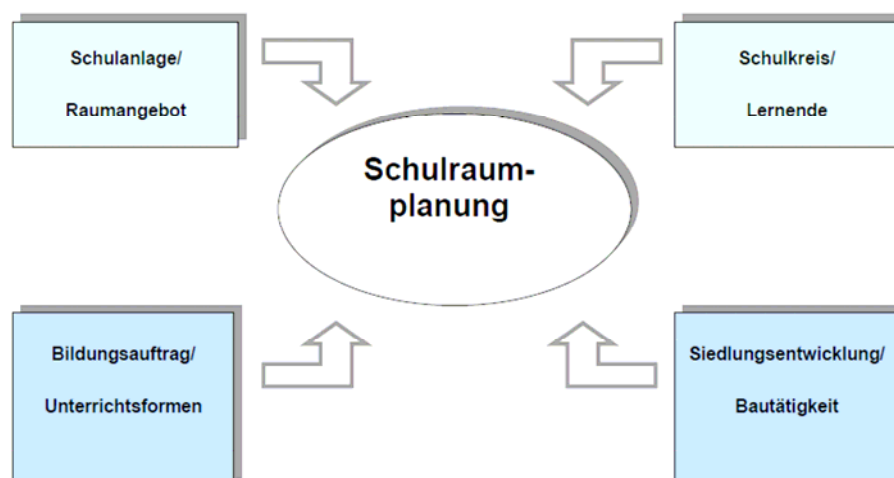 Schulanlage/
Raumangebot
Schulkreis/
Lernende
Schulraum-
planung
Bildungsauftrag/
Unterrichtsformen
Siedlungsentwicklung/
Bautätigkeit